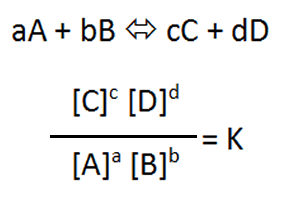 aA + bB ⇔ cC + dD
[C]ᶜ [D]ᵈ
[A]ᵃ [B]ᵇ = K